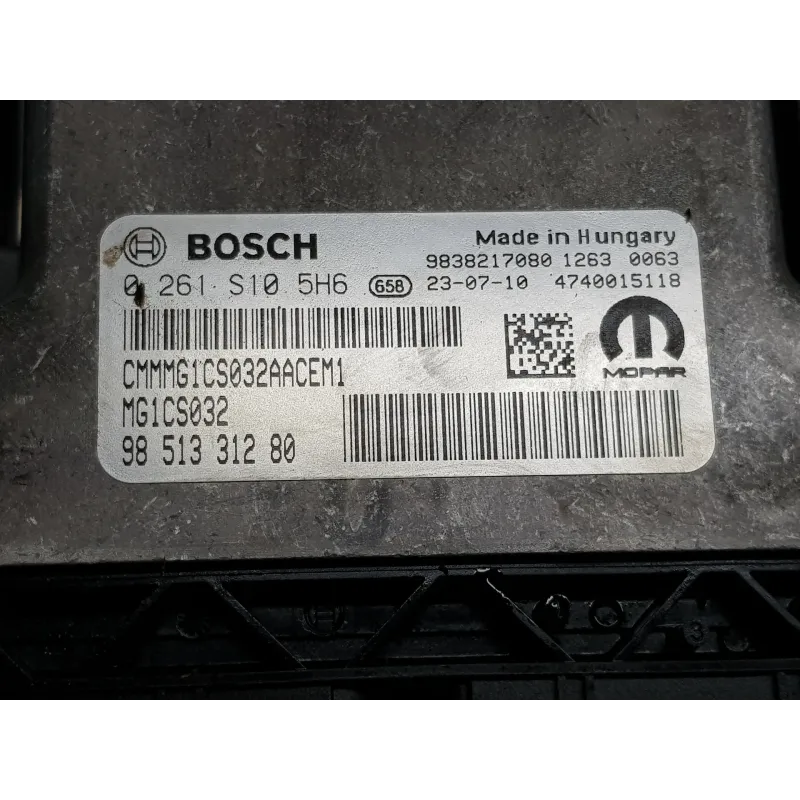 BOSCH
Made in Hungary
9838217080 1263 0063
0 261 S10 5H6
658
23-07-10 4740015118
CMMMG1CS032AACEM1
MOPAR
MG1CS032
98 513 312 80